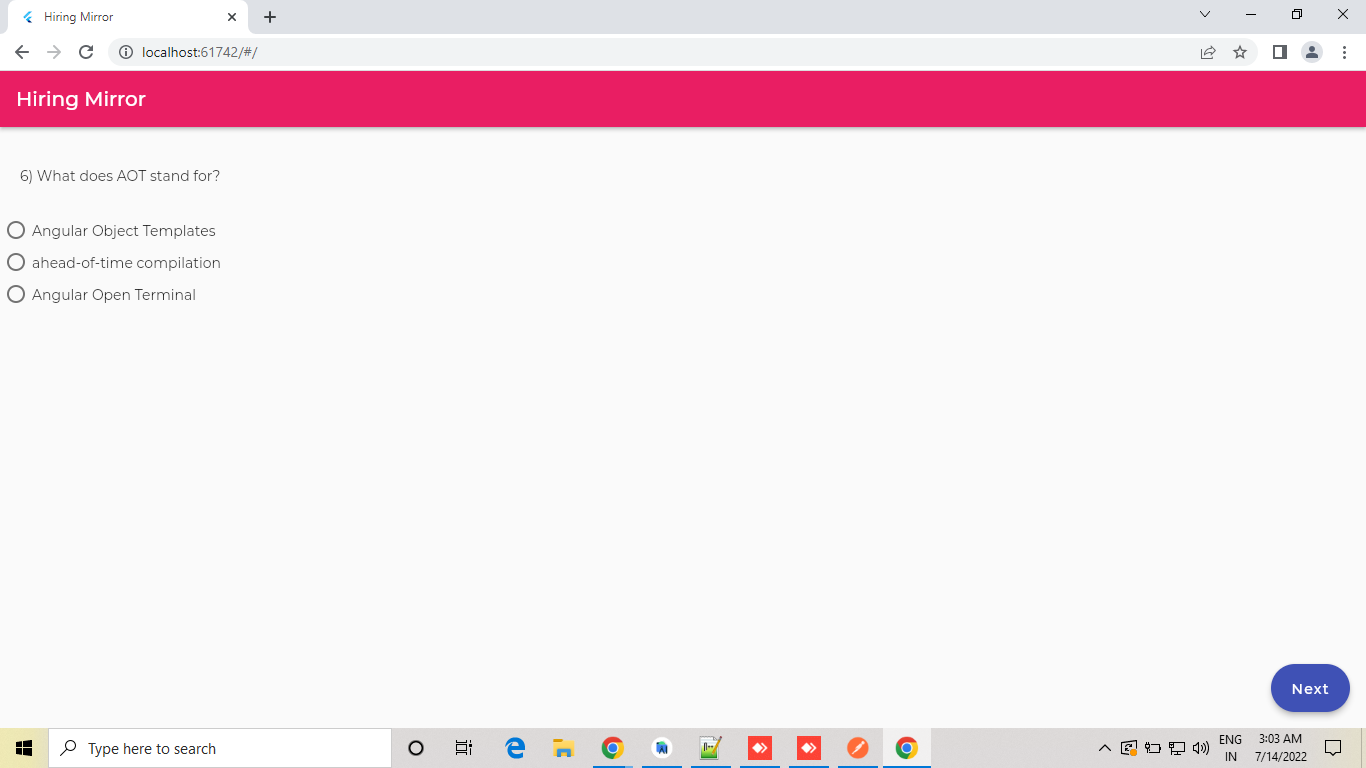 Hiring Mirror
localhost:61742/#/
Hiring Mirror
6) What does AOT stand for?
Angular Object Templates
ahead-of-time compilation
Angular Open Terminal
Next
Type here to search
ENG
IN
3:03 AM
7/14/2022